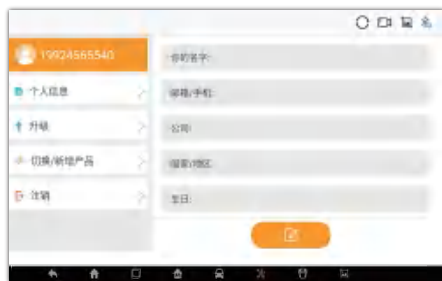 19924565540
个人信息
升级
切换/新增产品
注销
你的名字:
邮箱/手机:
公司:
国家/地区:
生日: